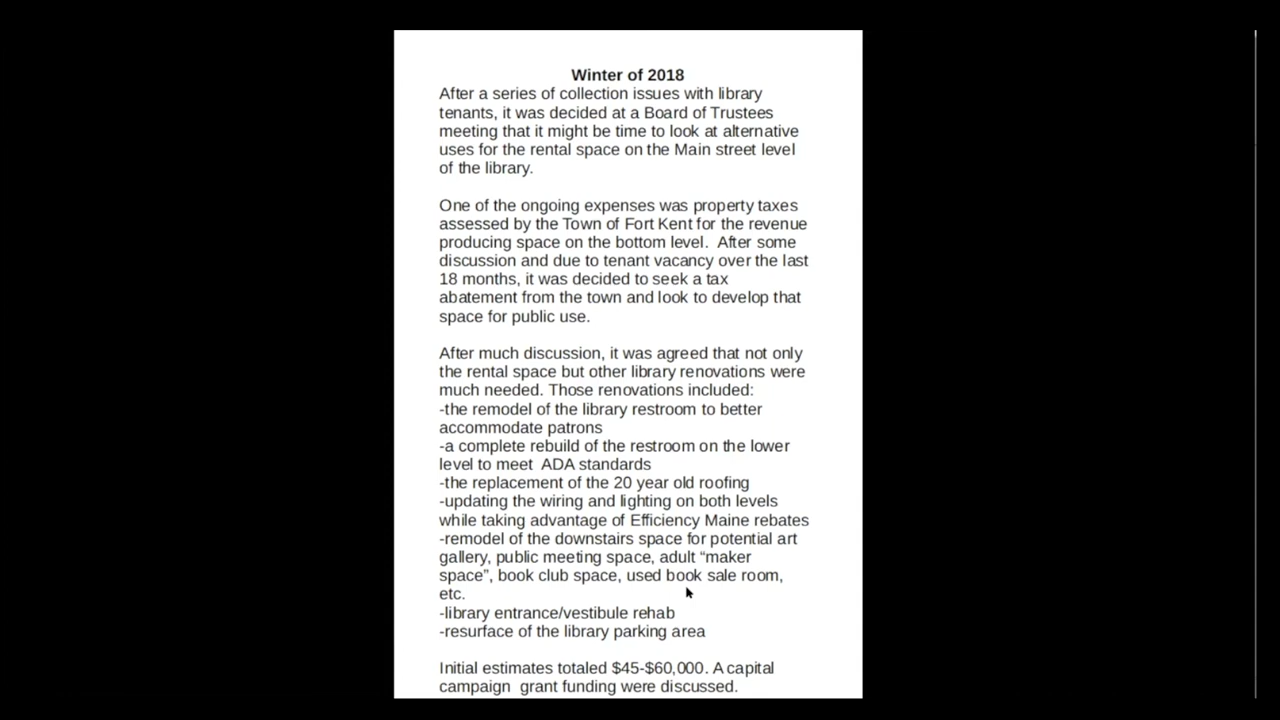 Winter of 2018
After a series of collection issues with library
tenants, it was decided at a Board of Trustees
meeting that it might be time to look at alternative
uses for the rental space on the Main street level
of the library.
One of the ongoing expenses was property taxes
assessed by the Town of Fort Kent for the revenue
producing space on the bottom level.  After some
discussion and due to tenant vacancy over the last
18 months, it was decided to seek a tax
abatement from the town and look to develop that
space for public use.
After much discussion, it was agreed that not only
the rental space but other library renovations were
much needed. Those renovations included:
-the remodel of the library restroom to better
accommodate patrons
-a complete rebuild of the restroom on the lower
level to meet  ADA standards
-the replacement of the 20 year old roofing
-updating the wiring and lighting on both levels
while taking advantage of Efficiency Maine rebates
-remodel of the downstairs space for potential art
gallery, public meeting space, adult “maker
space”, book club space, used book sale room,
etc.
-library entrance/vestibule rehab
-resurface of the library parking area
Initial estimates totaled $45-$60,000. A capital
campaign  grant funding were discussed.